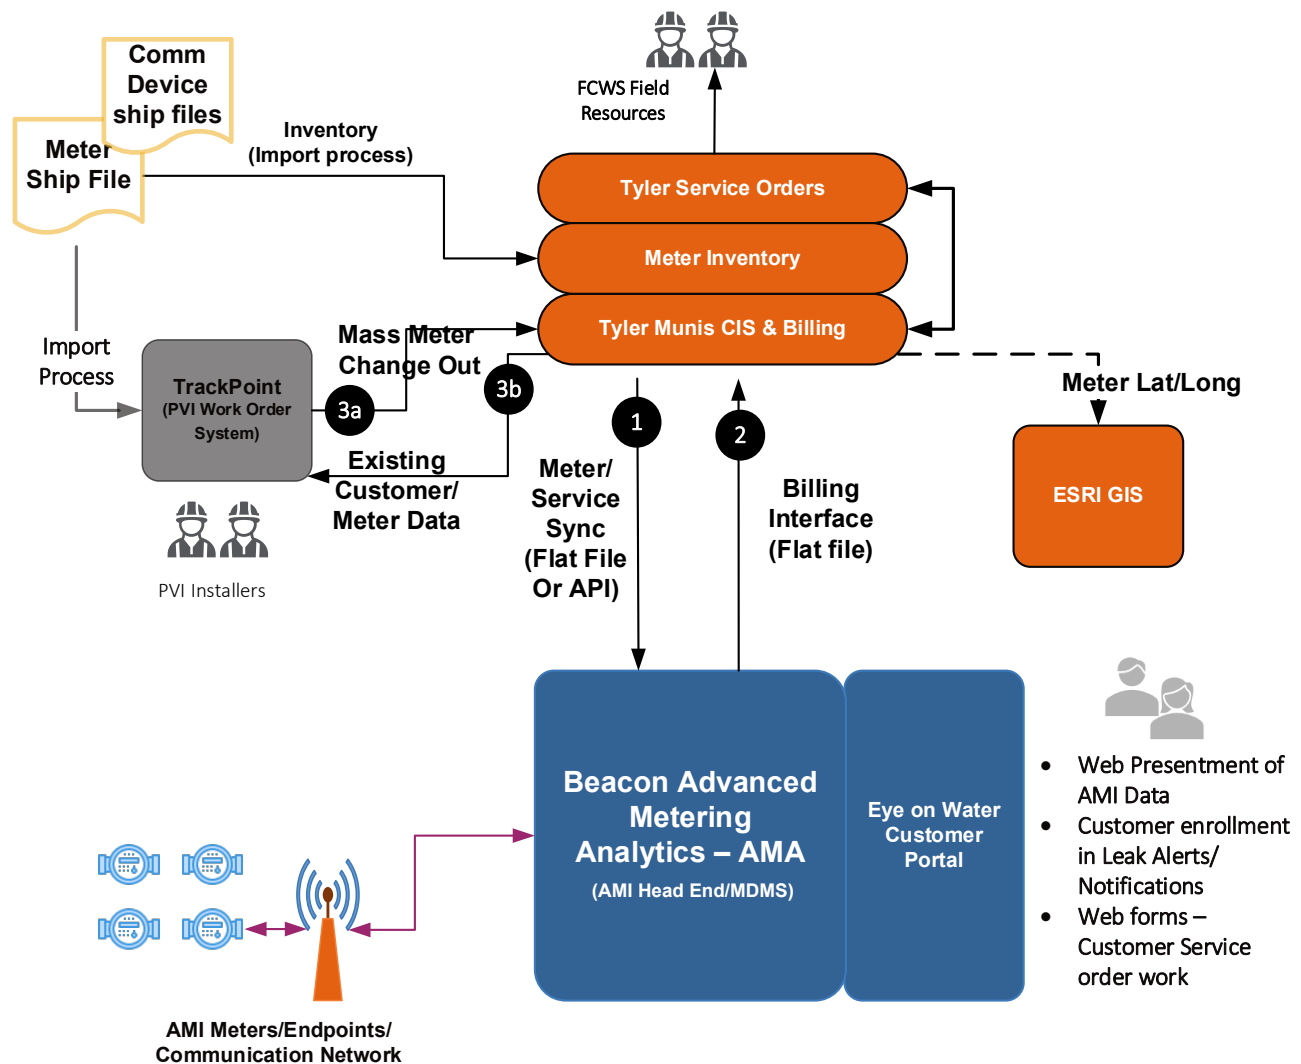 Comm
Device
ship files
Meter
Ship File
Inventory
(Import process)
FCWS Field
Resources
Tyler Service Orders
Meter Inventory
Tyler Munis CIS & Billing
Import
Process
TrackPoint
(PVI Work Order
System)
Mass Meter
Change Out
3a
3b
1
2
Existing
Customer/
Meter Data
PVI Installers
Meter/
Service
Sync
(Flat File
Or API)
Billing
Interface
(Flat file)
Meter Lat/Long
ESRI GIS
Beacon Advanced
Metering
Analytics – AMA
(AMI Head End/MDMS)
Eye on Water
Customer
Portal
• Web Presentment of
AMI Data
• Customer enrollment
in Leak Alerts/
Notifications
• Web forms –
Customer Service
order work
AMI Meters/Endpoints/
Communication Network